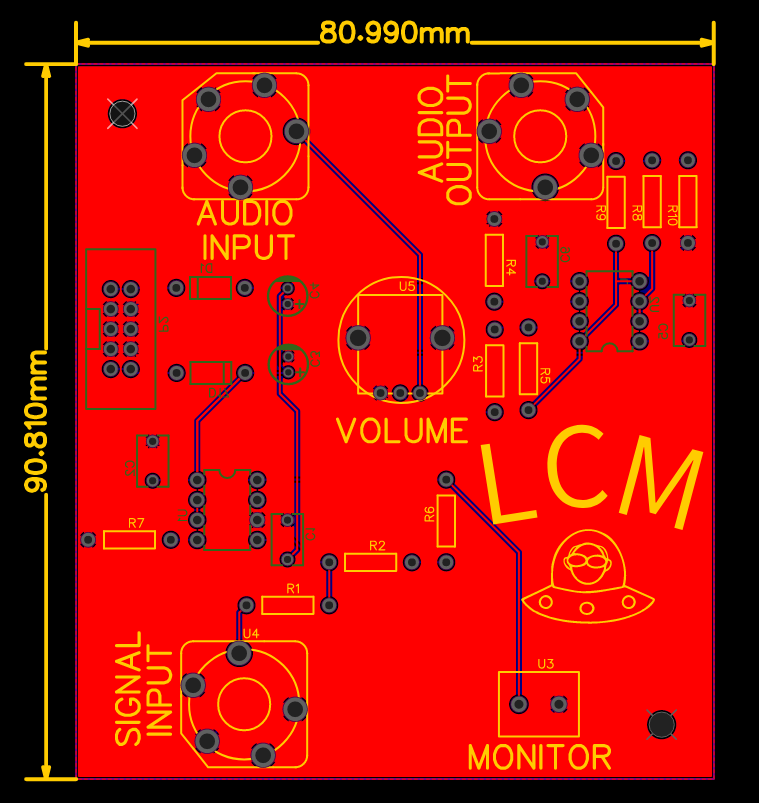 80.990mm
90.810mm
AUDIO
INPUT
AUDIO
OUTPUT
R9
R8
R10
R4
U5
R3
R5
VOLUME
LCM
R6
R7
R2
R1
U4
SIGNAL
INPUT
U3
MONITOR